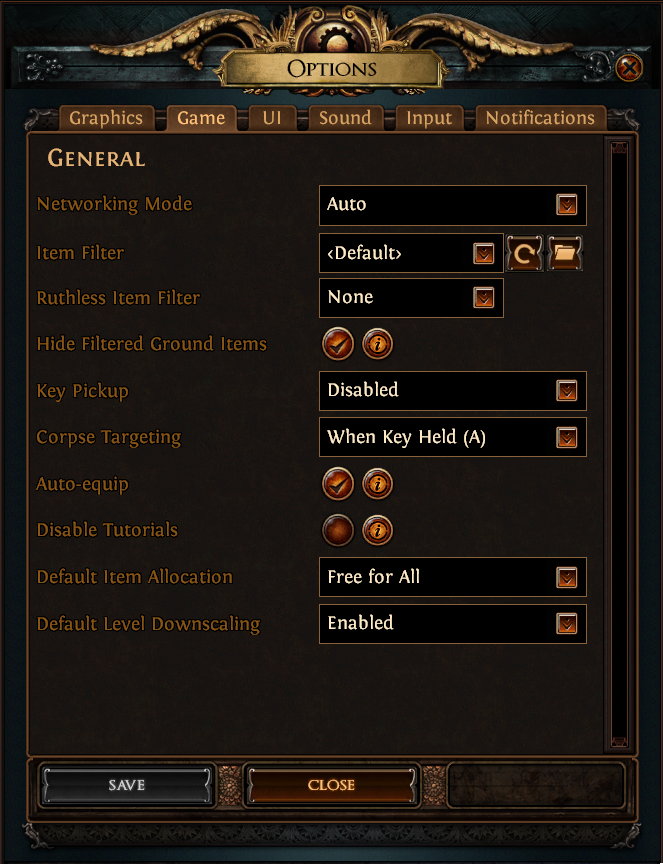 Options
Graphics Game UI Sound Input Notifications
General
Networking Mode Auto
Item Filter <Default>
Ruthless Item Filter None
Hide Filtered Ground Items
Key Pickup Disabled
Corpse Targeting When Key Held (A)
Auto-equip
Disable Tutorials
Default Item Allocation Free for All
Default Level Downscaling Enabled
SAVE CLOSE